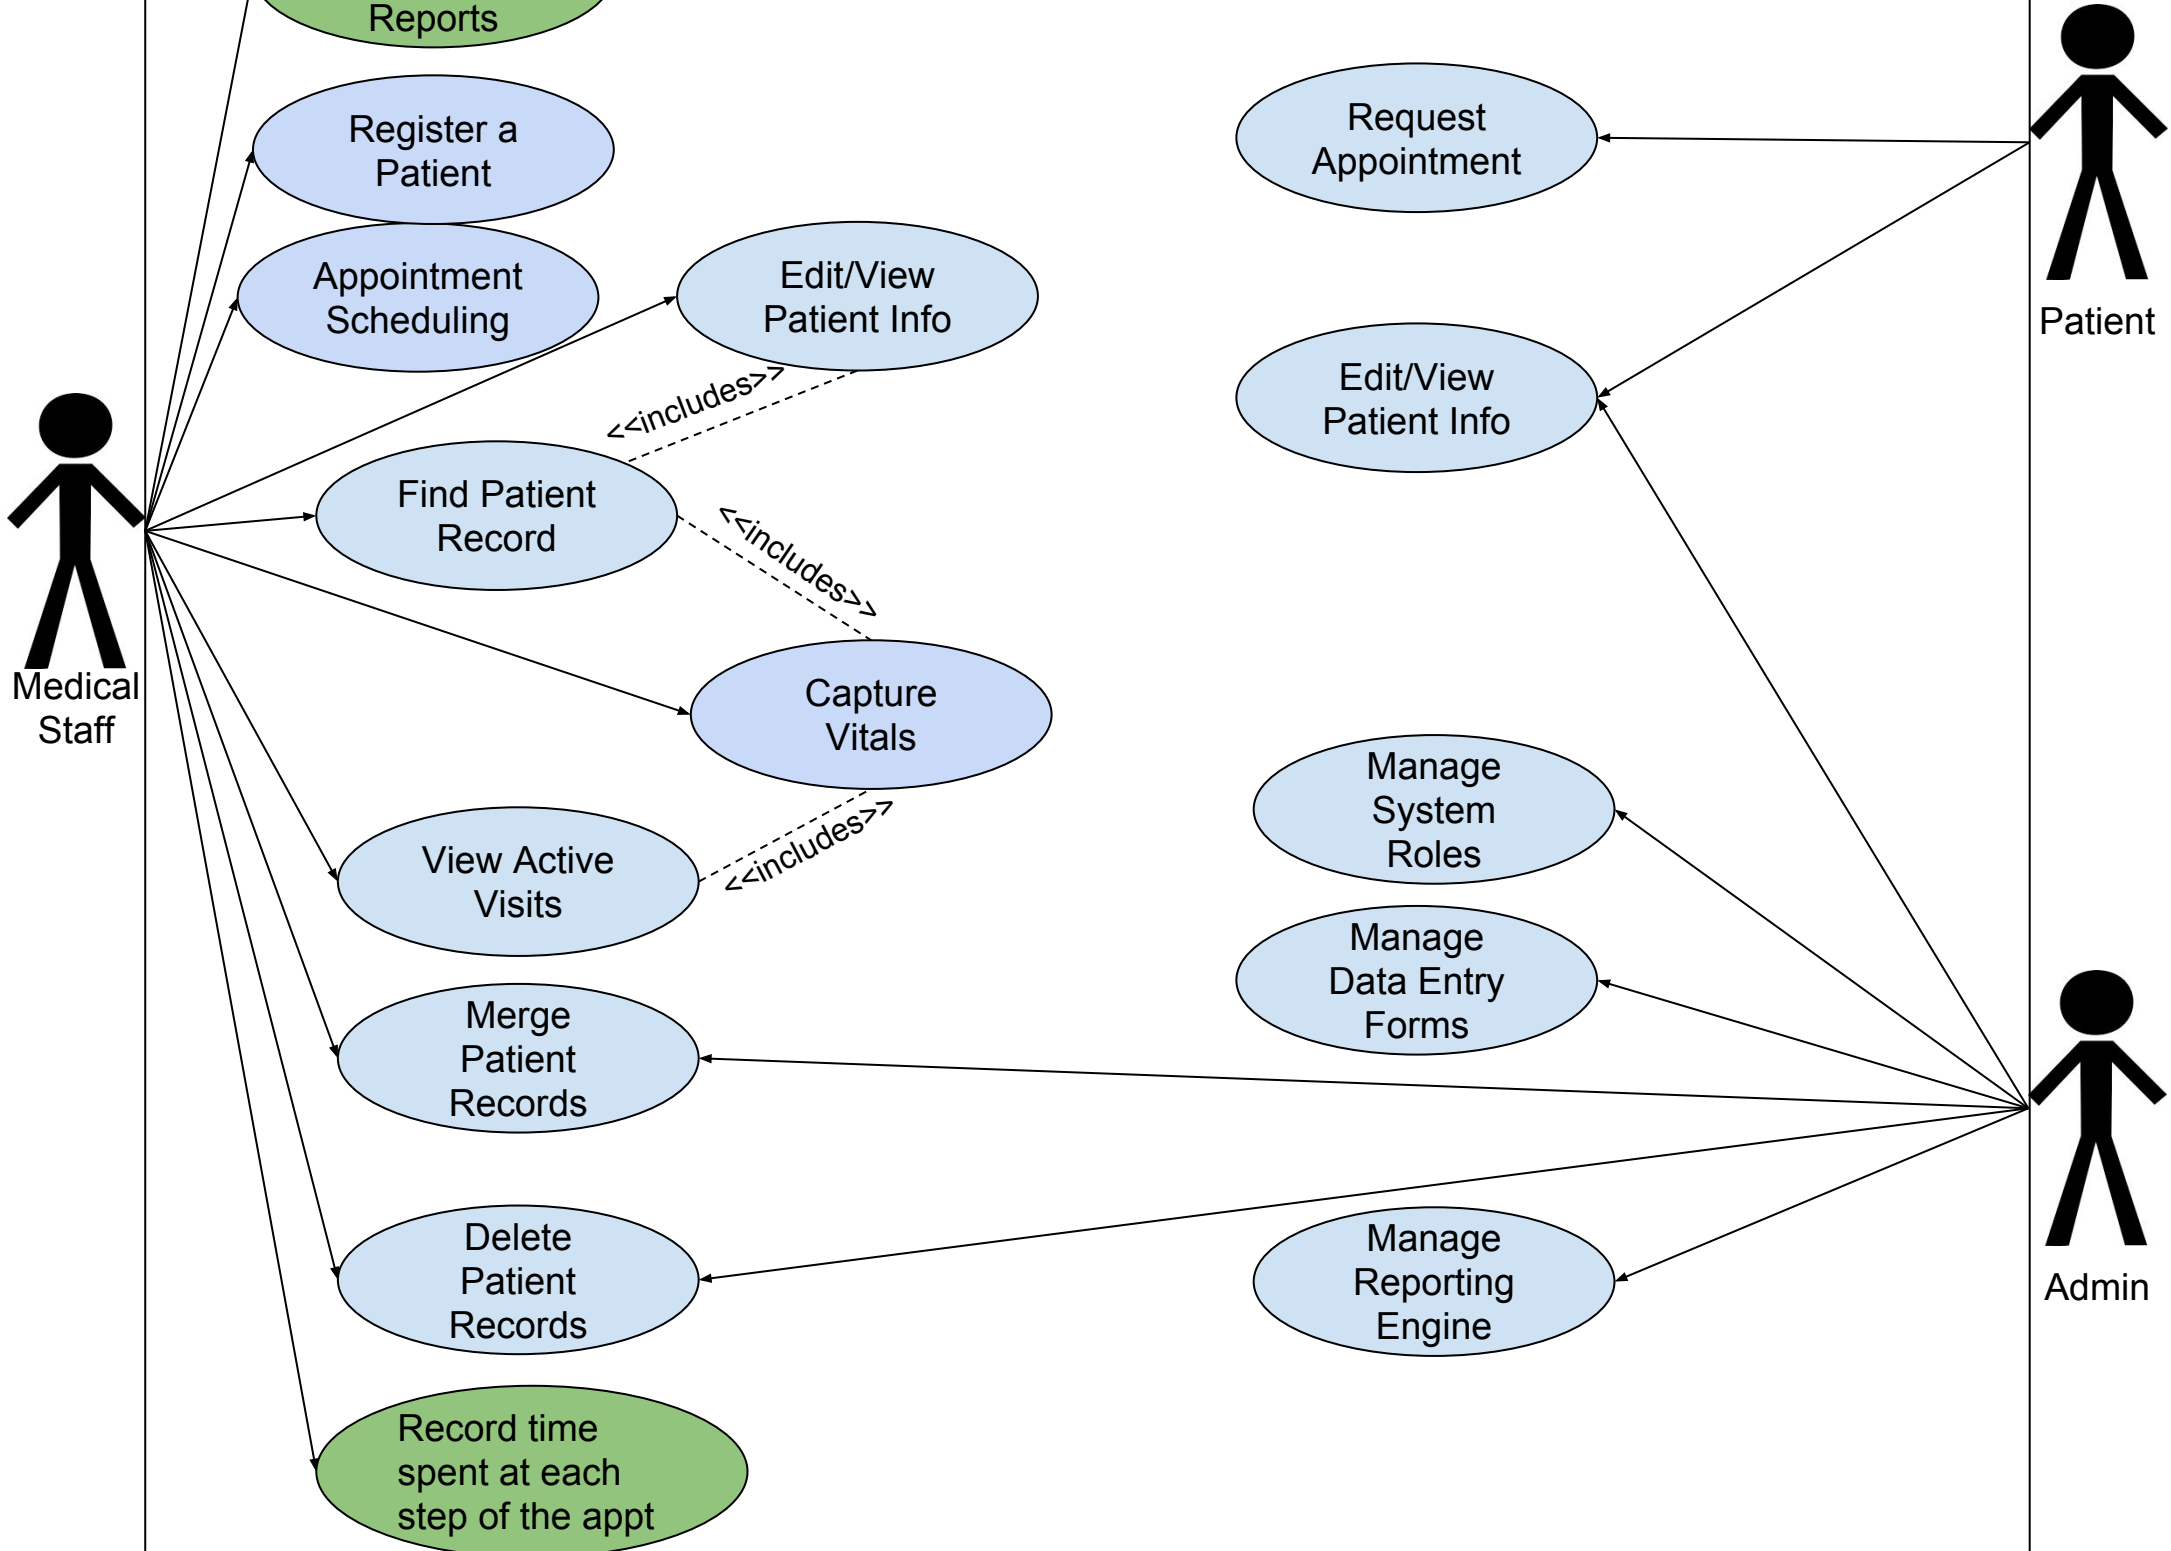 Reports
Register a
Patient
Appointment
Scheduling
Edit/View
Patient Info
<<includes>>
Find Patient
Record
<<includes>>
Medical
Staff
Capture
Vitals
<<includes>>
View Active
Visits
Merge
Patient
Records
Delete
Patient
Records
Record time
spent at each
step of the appt
Request
Appointment
Patient
Edit/View
Patient Info
Manage
System
Roles
Manage
Data Entry
Forms
Manage
Reporting
Engine
Admin